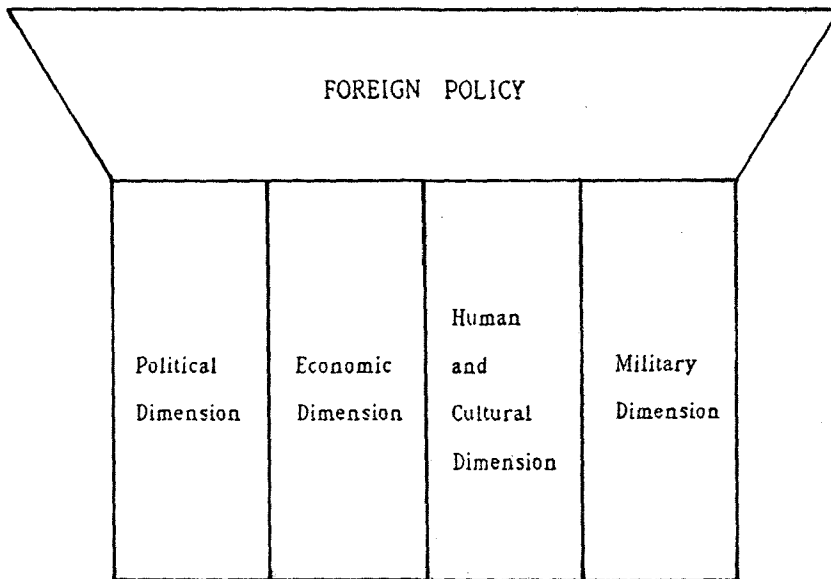 FOREIGN POLICY
Political
Dimension
Economic
Dimension
Human
and
Cultural
Dimension
Military
Dimension